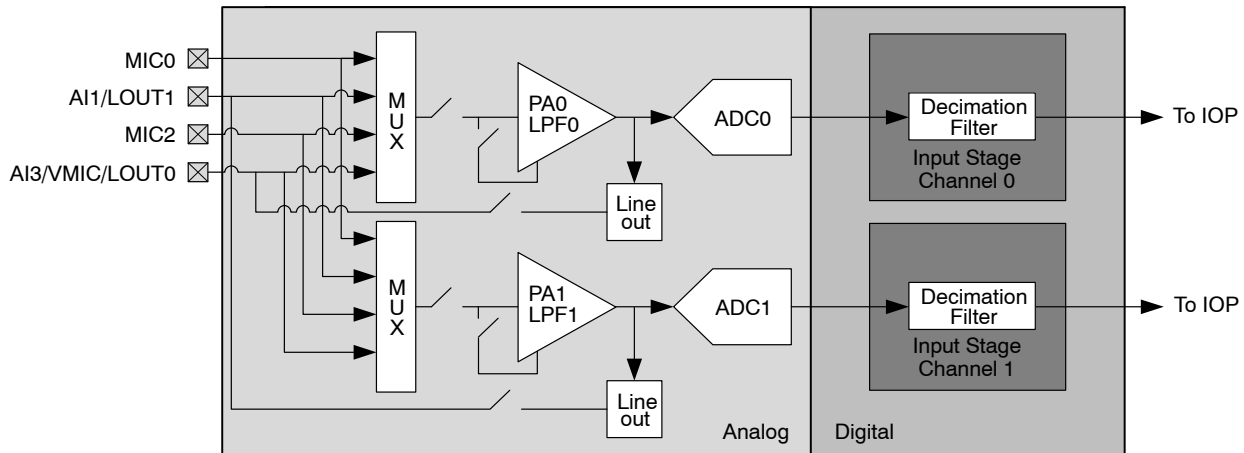 MIC0
AI1/LOUT1
MIC2
AI3/VMIC/LOUT0
M
U
X
PA0
LPF0
ADC0
Line
out
Decimation
Filter
Input Stage
Channel 0
To IOP
M
U
X
PA1
LPF1
ADC1
Line
out
Decimation
Filter
Input Stage
Channel 1
To IOP
Analog
Digital